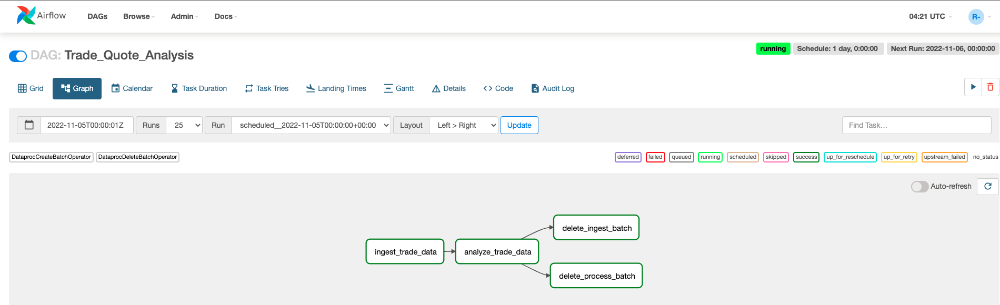 Airflow DAGs Browse Admin Docs 04:21 UTC R-
DAG: Trade_Quote_Analysis
running Schedule: 1 day, 0:00:00 Next Run: 2022-11-06, 00:00:00
Grid Graph Calendar Task Duration Task Tries Landing Times Gantt Details Code Audit Log
2022-11-05T00:00:01Z Runs 25 Run scheduled__2022-11-05T00:00:00+00:00 Layout Left > Right Update Find Task...
DataprocCreateBatchOperator DataprocDeleteBatchOperator deferred failed queued running scheduled skipped success up_for_reschedule up_for_retry upstream_failed no_status
Auto-refresh
delete_ingest_batch
ingest_trade_data analyze_trade_data
delete_process_batch